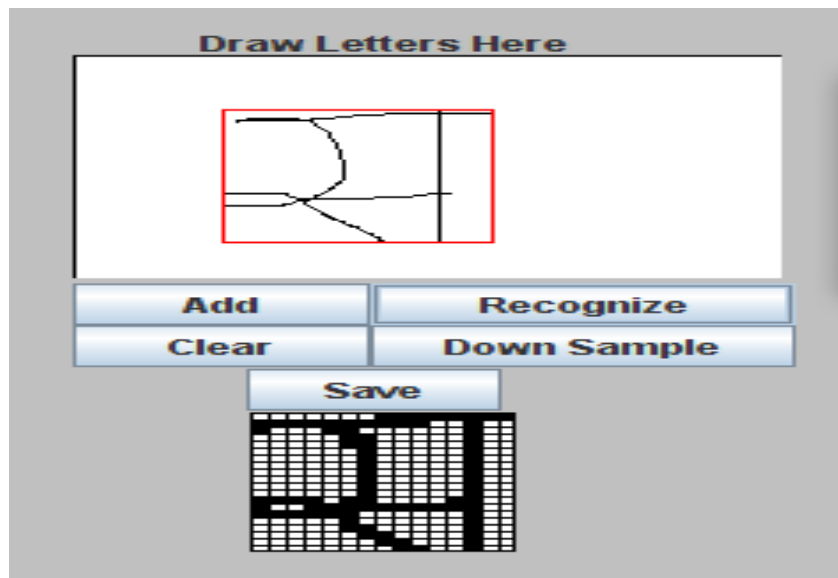 Draw Letters Here
स
Add Recognize
Clear Down Sample
Save
स